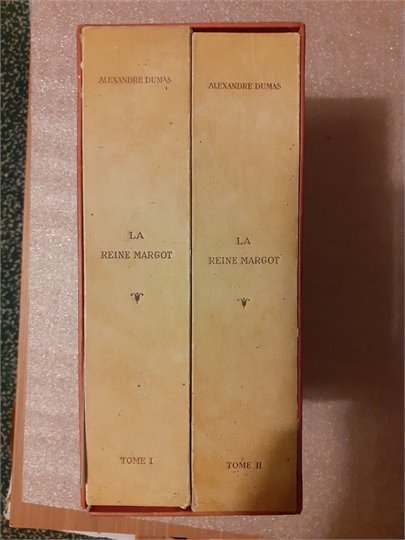 ALEXANDRE DUMAS
LA
REINE MARGOT
TOME I
ALEXANDRE DUMAS
LA
REINE MARGOT
TOME II